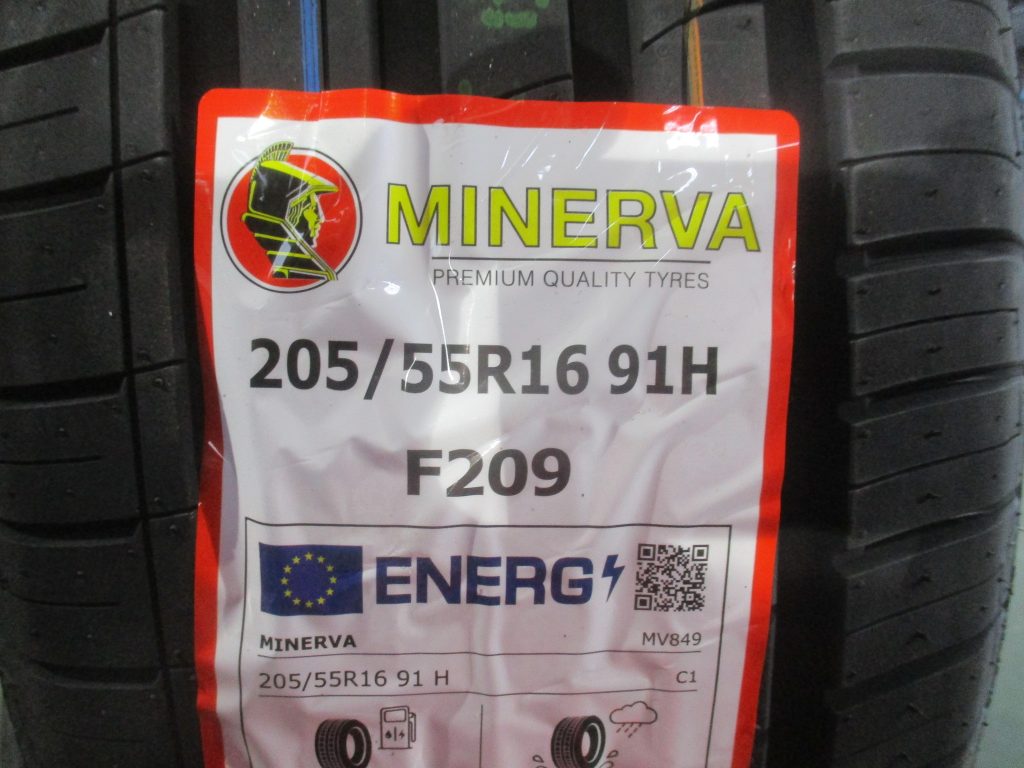 MINERVA
PREMIUM QUALITY TYRES
205/55R16 91H
F209
ENERG
MINERVA MV849
205/55R16 91 H C1